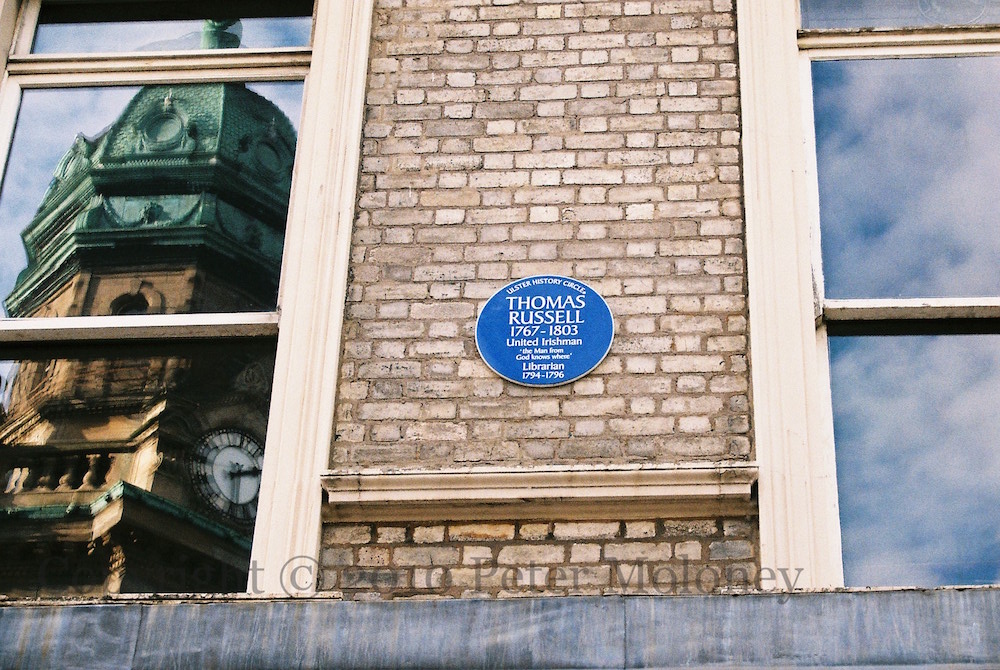 ULSTER HISTORY CIRCLE
THOMAS
RUSSELL
1767-1803
United Irishman
'the Man from
God knows where'
Librarian
1794-1796
Copyright © 2010 Peter Moloney